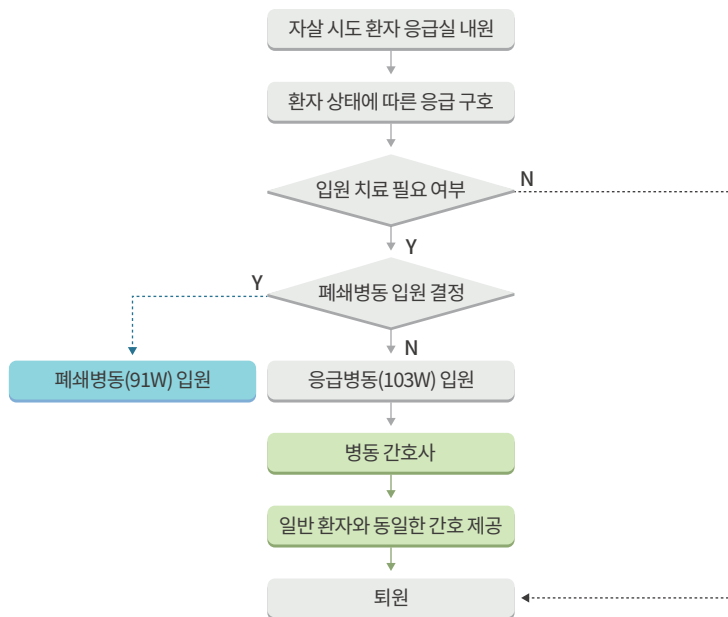 자살 시도 환자 응급실 내원
환자 상태에 따른 응급 구호
입원 치료 필요 여부
N
Y
폐쇄병동 입원 결정
Y
N
폐쇄병동(91W) 입원
응급병동(103W) 입원
병동 간호사
일반 환자와 동일한 간호 제공
퇴원